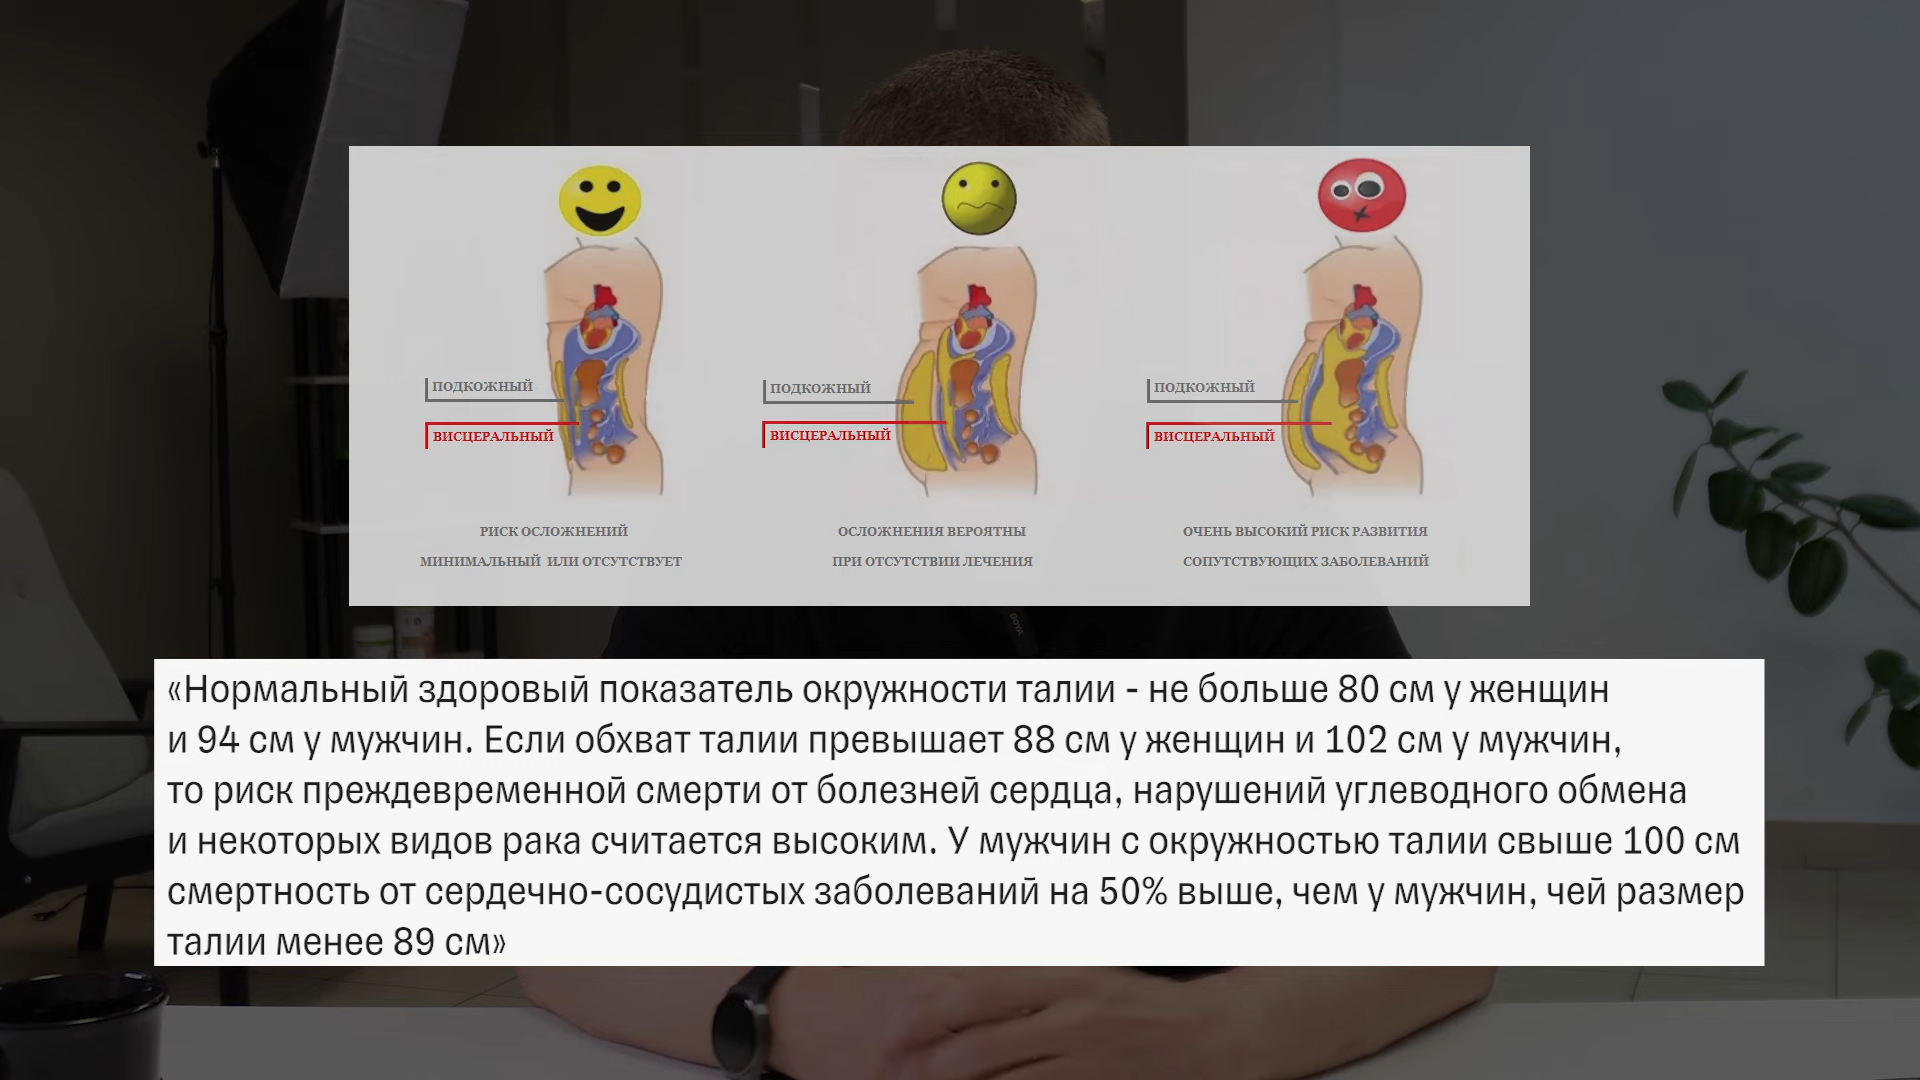 ПОДКОЖНЫЙ
ВИСЦЕРАЛЬНЫЙ
РИСК ОСЛОЖНЕНИЙ
МИНИМАЛЬНЫЙ ИЛИ ОТСУТСТВУЕТ
ПОДКОЖНЫЙ
ВИСЦЕРАЛЬНЫЙ
ОСЛОЖНЕНИЯ ВЕРОЯТНЫ
ПРИ ОТСУТСТВИИ ЛЕЧЕНИЯ
ПОДКОЖНЫЙ
ВИСЦЕРАЛЬНЫЙ
ОЧЕНЬ ВЫСОКИЙ РИСК РАЗВИТИЯ
СОПУТСТВУЮЩИХ ЗАБОЛЕВАНИЙ
BOYA
«Нормальный здоровый показатель окружности талии - не больше 80 см у женщин
и 94 см у мужчин. Если обхват талии превышает 88 см у женщин и 102 см у мужчин,
то риск преждевременной смерти от болезней сердца, нарушений углеводного обмена
и некоторых видов рака считается высоким. У мужчин с окружностью талии свыше 100 см
смертность от сердечно-сосудистых заболеваний на 50% выше, чем у мужчин, чей размер
талии менее 89 см»